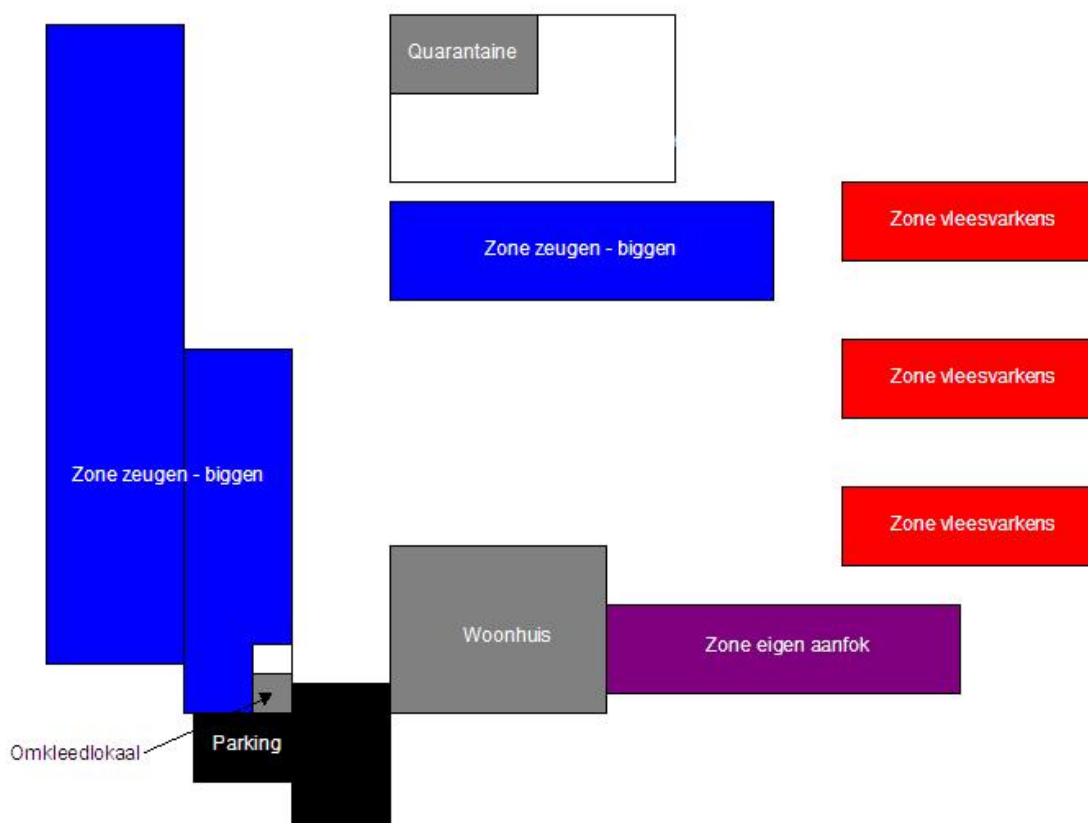 Quarantaine
Zone vleesvarkens
Zone zeugen - biggen
Zone vleesvarkens
Zone zeugen - biggen
Zone vleesvarkens
Woonhuis
Zone eigen aanfok
Parking
Omkleedlokaal